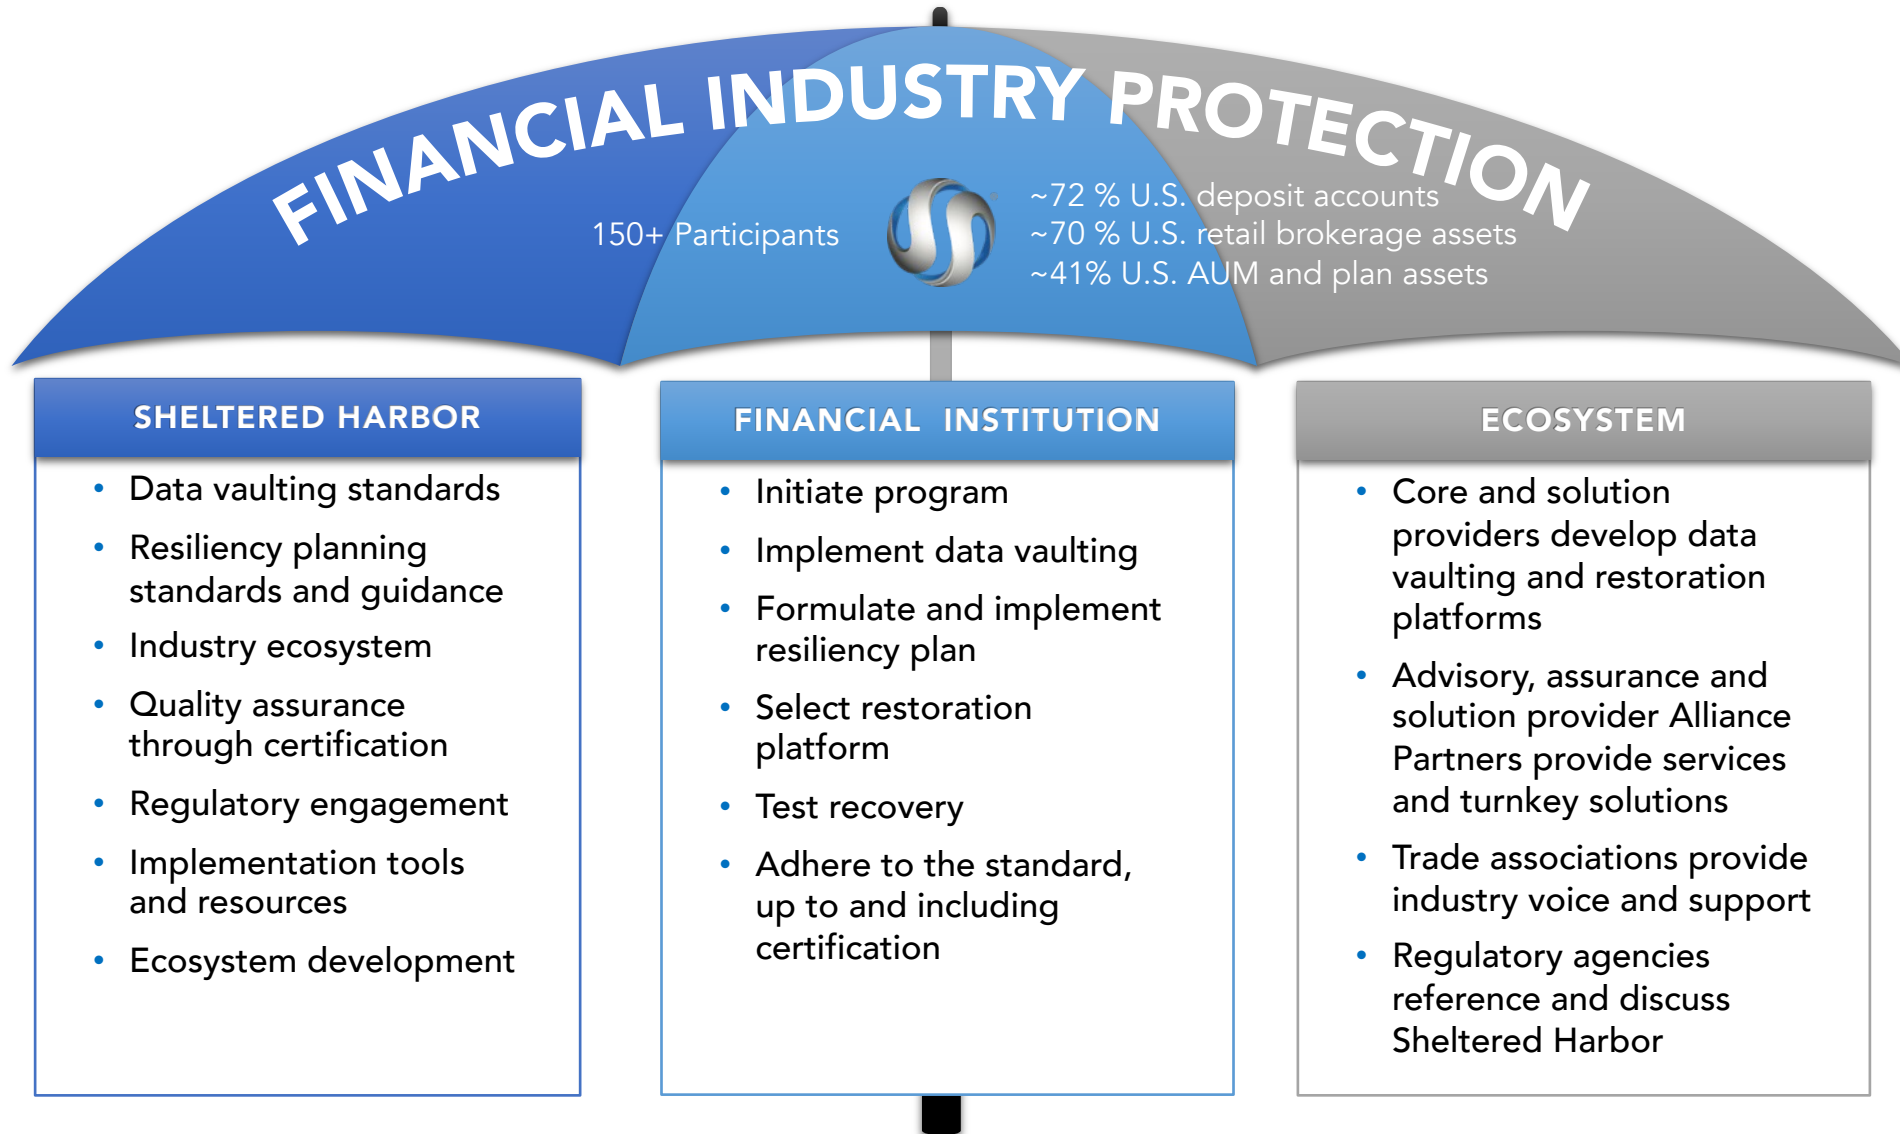 FINANCIAL INDUSTRY PROTECTION
150+ Participants
~72 % U.S. deposit accounts
~70 % U.S. retail brokerage assets
~41% U.S. AUM and plan assets
SHELTERED HARBOR
• Data vaulting standards
• Resiliency planning
standards and guidance
• Industry ecosystem
• Quality assurance
through certification
• Regulatory engagement
• Implementation tools
and resources
• Ecosystem development
FINANCIAL INSTITUTION
• Initiate program
• Implement data vaulting
• Formulate and implement
resiliency plan
• Select restoration
platform
• Test recovery
• Adhere to the standard,
up to and including
certification
ECOSYSTEM
• Core and solution
providers develop data
vaulting and restoration
platforms
• Advisory, assurance and
solution provider Alliance
Partners provide services
and turnkey solutions
• Trade associations provide
industry voice and support
• Regulatory agencies
reference and discuss
Sheltered Harbor